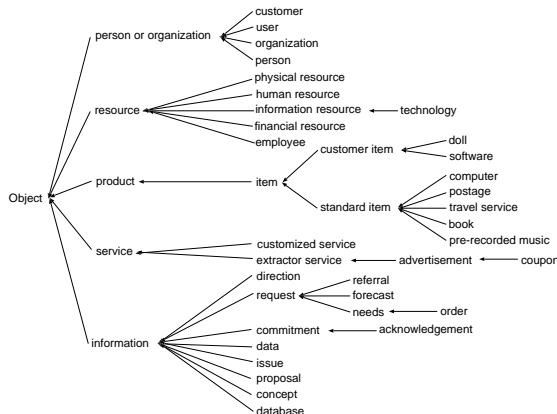 customer
user
person or organization
organization
person
physical resource
human resource
resource
information resource
technology
financial resource
employee
customer item
doll
software
product
item
computer
postage
Object
standard item
travel service
book
pre-recorded music
service
customized service
extractor service
advertisement
coupon
direction
request
referral
forecast
needs
order
information
commitment
acknowledgement
data
issue
proposal
concept
database